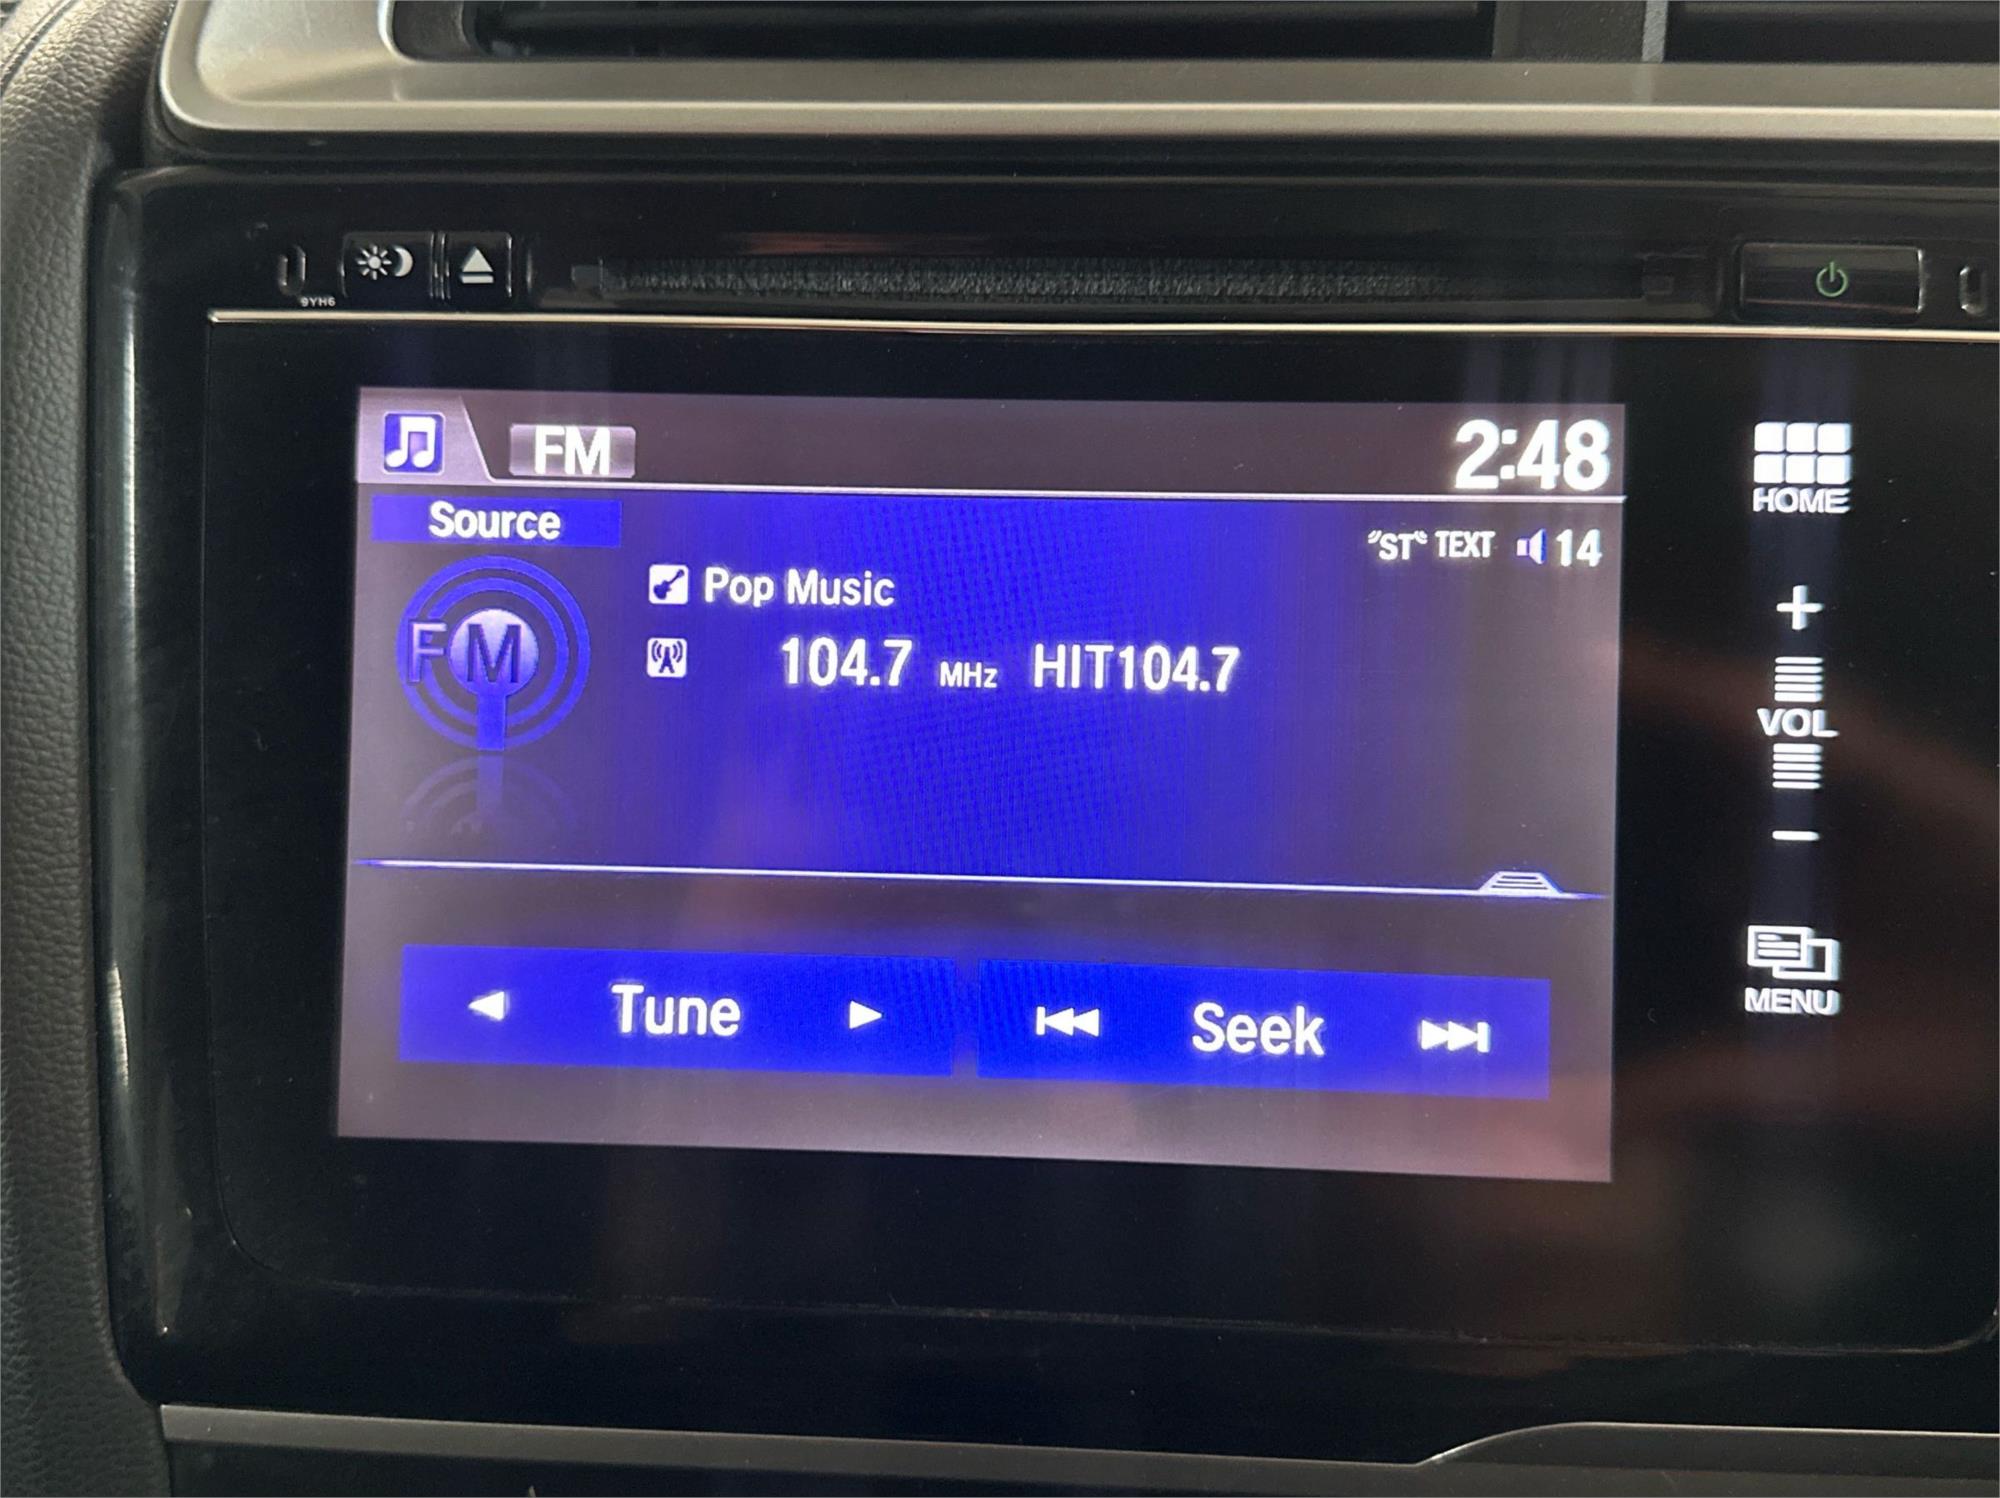 9YH6
FM 2:48
Source
"ST" TEXT 14
Pop Music
FM
104.7 MHz HIT104.7
Tune Seek
HOME
+
VOL
−
MENU